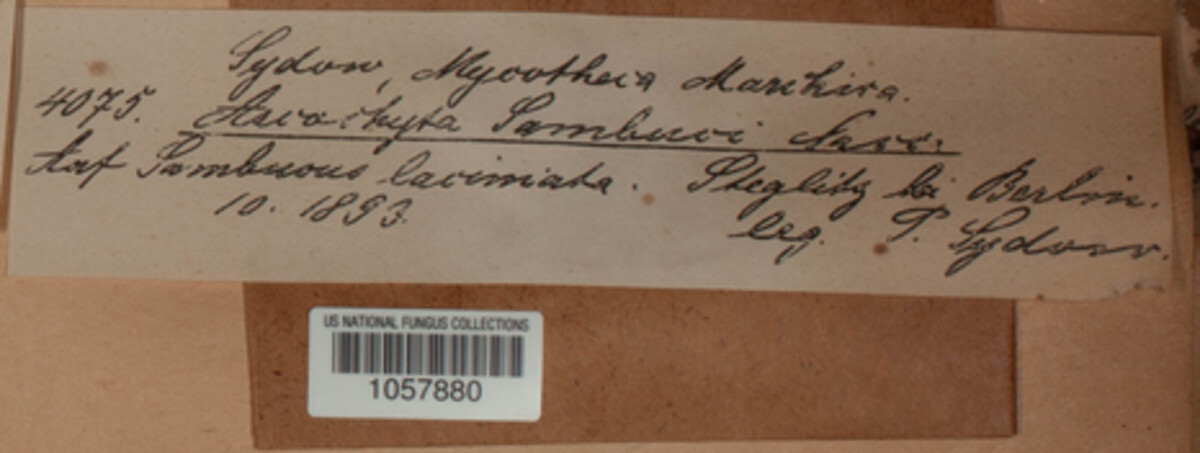 Sydow, Mycotheca Marchica.
4075. Ascochyta Sambuci Sacc.
Auf Sambucus laciniata. Steglitz bei Berlin.
10. 1893. leg. P. Sydow.
US NATIONAL FUNGUS COLLECTIONS
1057880